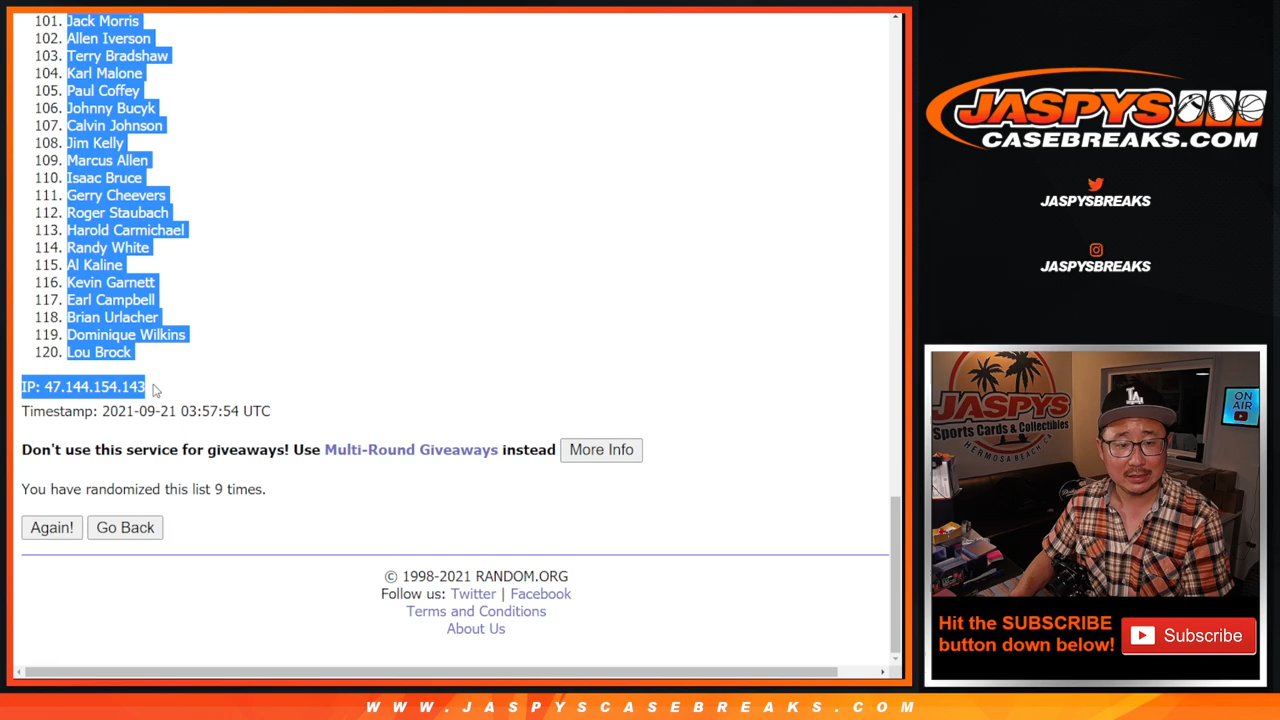 101. Jack Morris
102. Allen Iverson
103. Terry Bradshaw
104. Karl Malone
105. Paul Coffey
106. Johnny Bucyk
107. Calvin Johnson
108. Jim Kelly
109. Marcus Allen
110. Isaac Bruce
111. Gerry Cheevers
112. Roger Staubach
113. Harold Carmichael
114. Randy White
115. Al Kaline
116. Kevin Garnett
117. Earl Campbell
118. Brian Urlacher
119. Dominique Wilkins
120. Lou Brock
IP: 47.144.154.143
Timestamp: 2021-09-21 03:57:54 UTC
Don't use this service for giveaways! Use Multi-Round Giveaways instead More Info
You have randomized this list 9 times.
Again! Go Back
© 1998-2021 RANDOM.ORG
Follow us: Twitter | Facebook
Terms and Conditions
About Us
JASPYS
CASEBREAKS.COM
JASPYSBREAKS
JASPYSBREAKS
JASPYS
Sports Cards & Collectibles
HERMOSA BEACH, CA
LA
ON
AIR
Hit the SUBSCRIBE
button down below!
Subscribe
WWW.JASPYSCASEBREAKS.COM